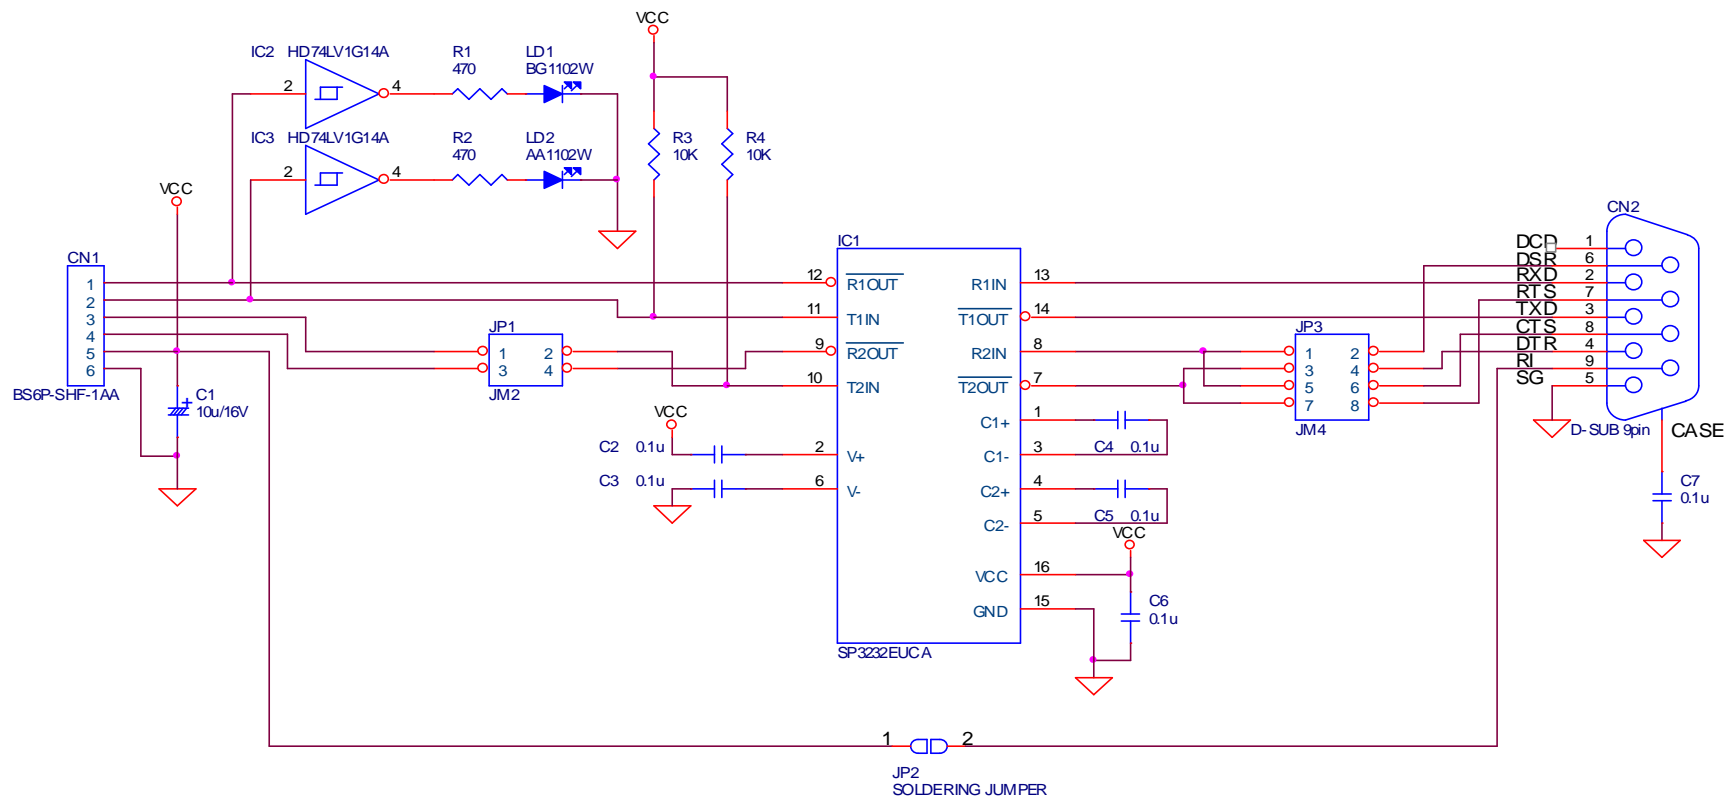 VCC
IC2 HD74LV1G14A
2
4
R1
470
LD1
BG1102W
IC3 HD74LV1G14A
2
4
R2
470
LD2
AA1102W
R3
10K
R4
10K
VCC
CN1
1
2
3
4
5
6
BS6P-SHF-1AA
C1
+
10u/16V
JP1
1 2
3 4
JM2
IC1
12 R1OUT
11 T1IN
9 R2OUT
10 T2IN
2 V+
6 V-
R1IN 13
T1OUT 14
R2IN 8
T2OUT 7
C1+ 1
C1- 3
C2+ 4
C2- 5
VCC 16
GND 15
SP3232EUCA
VCC
C2 0.1u
C3 0.1u
C4 0.1u
C5 0.1u
VCC
C6
0.1u
JP3
1 2
3 4
5 6
7 8
JM4
CN2
DCD 1
DSR 6
RXD 2
RTS 7
TXD 3
CTS 8
DTR 4
RI 9
SG 5
D-SUB 9pin
CASE
C7
0.1u
1 2
JP2
SOLDERING JUMPER